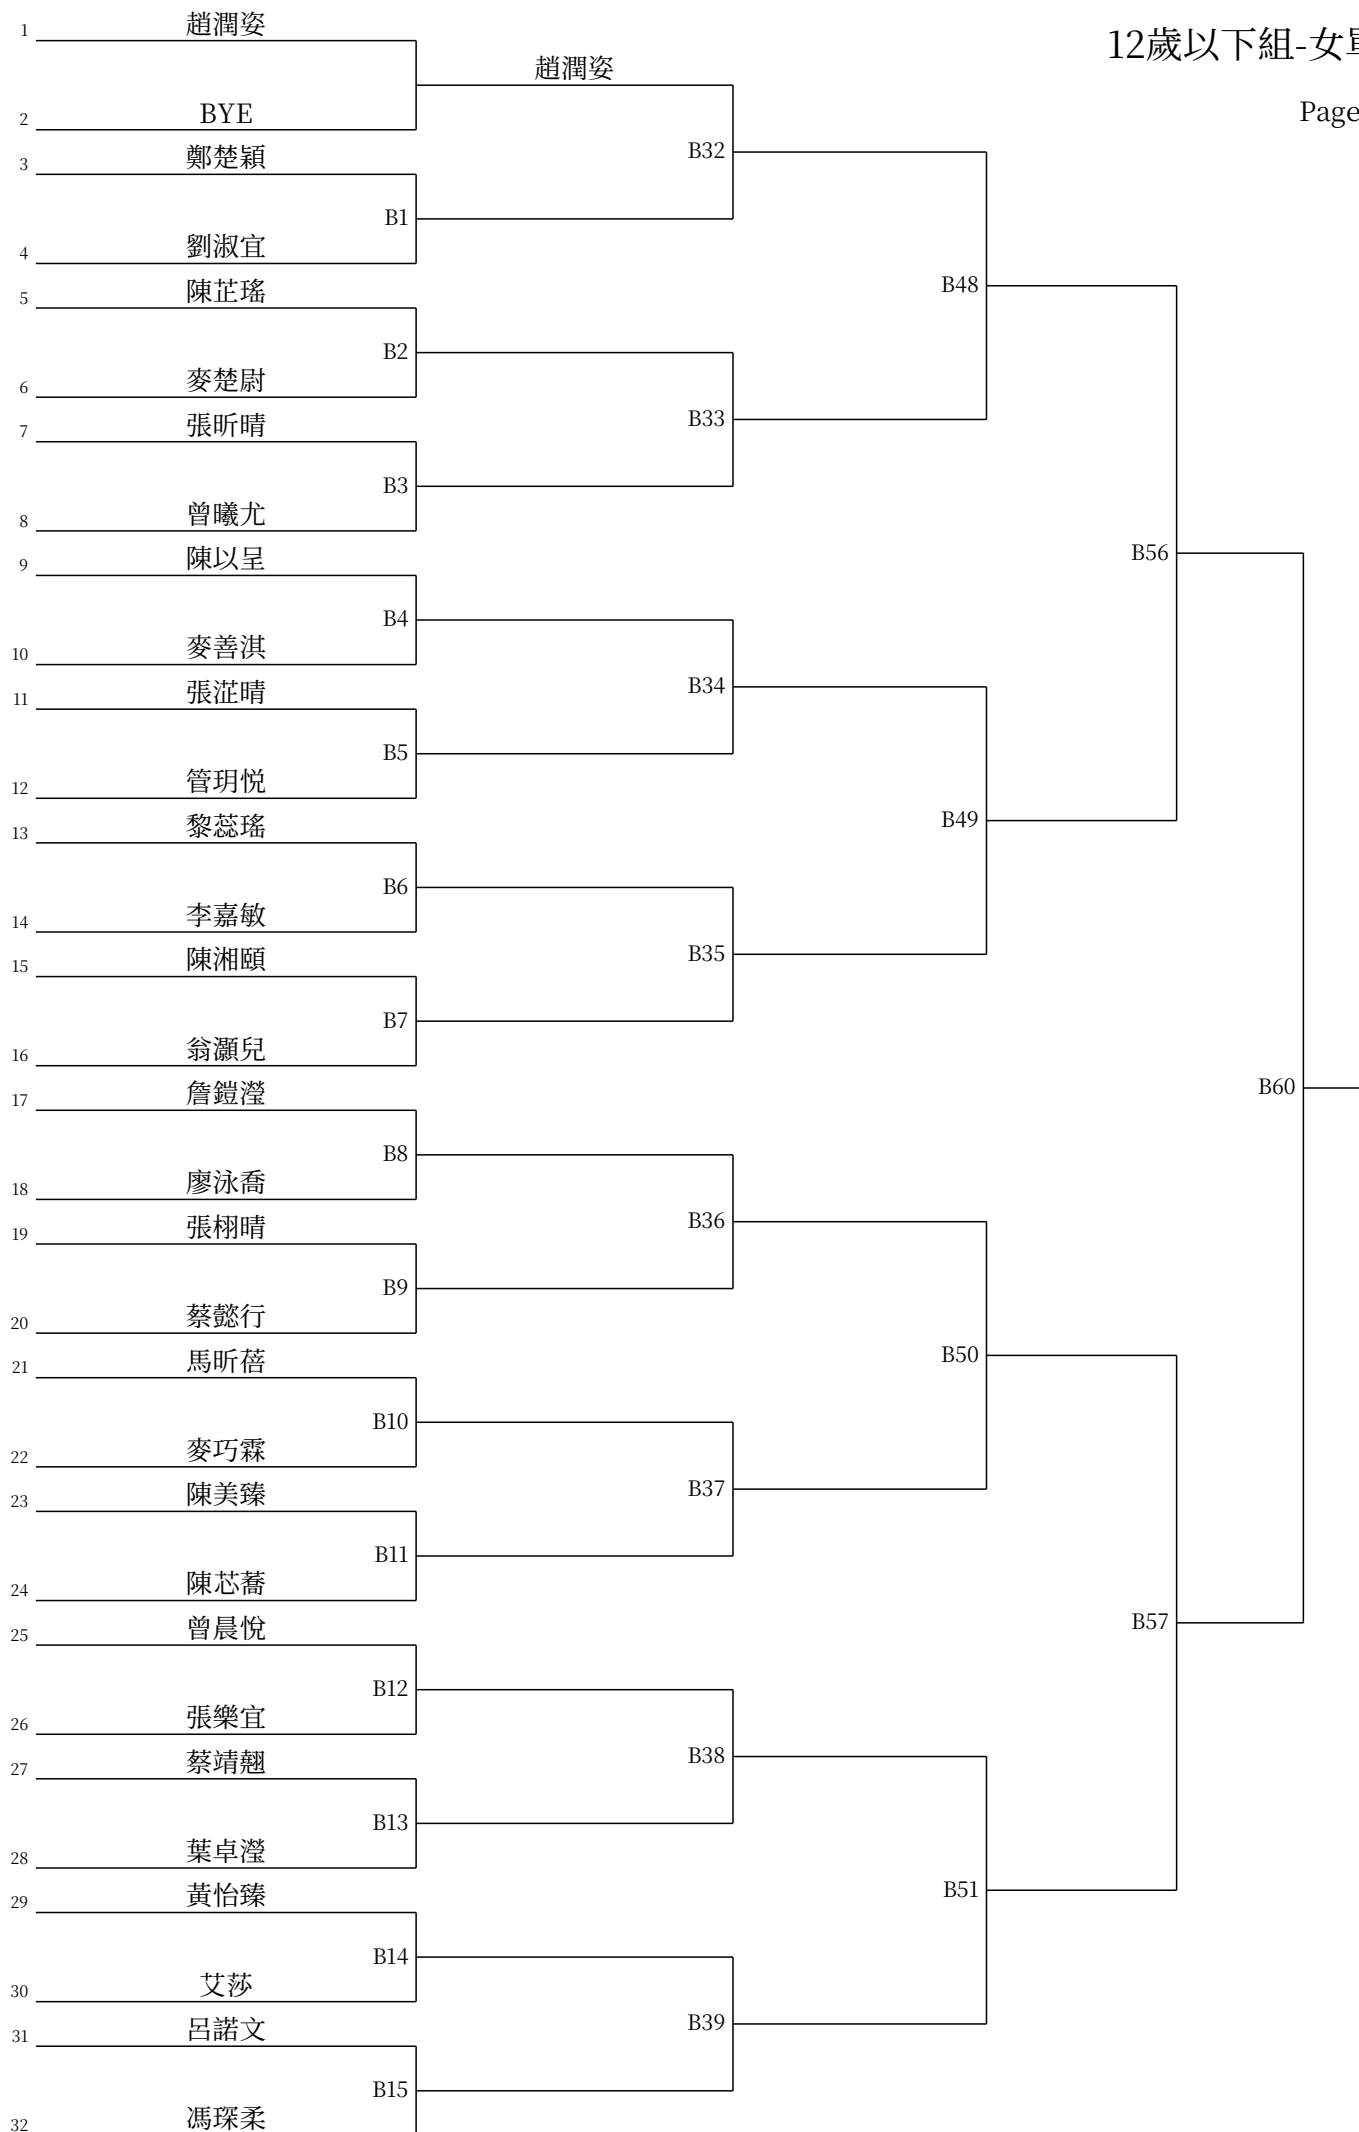 12歲以下組-女單
Page
1 趙潤姿
趙潤姿
2 BYE
B32
3 鄭楚穎
B1
4 劉淑宜
B48
5 陳芷瑤
B2
6 麥楚尉
B33
7 張昕晴
B3
8 曾曦尤
B56
9 陳以呈
B4
10 麥善淇
B34
11 張淽晴
B5
12 管玥悦
B49
13 黎蕊瑤
B6
14 李嘉敏
B35
15 陳湘頤
B7
16 翁灝兒
B60
17 詹鎧瀅
B8
18 廖泳喬
B36
19 張栩晴
B9
20 蔡懿行
B50
21 馬昕蓓
B10
22 麥巧霖
B37
23 陳美臻
B11
24 陳芯蕎
B57
25 曾晨悅
B12
26 張樂宜
B38
27 蔡靖翹
B13
28 葉卓瀅
B51
29 黃怡臻
B14
30 艾莎
B39
31 呂諾文
B15
32 馮琛柔